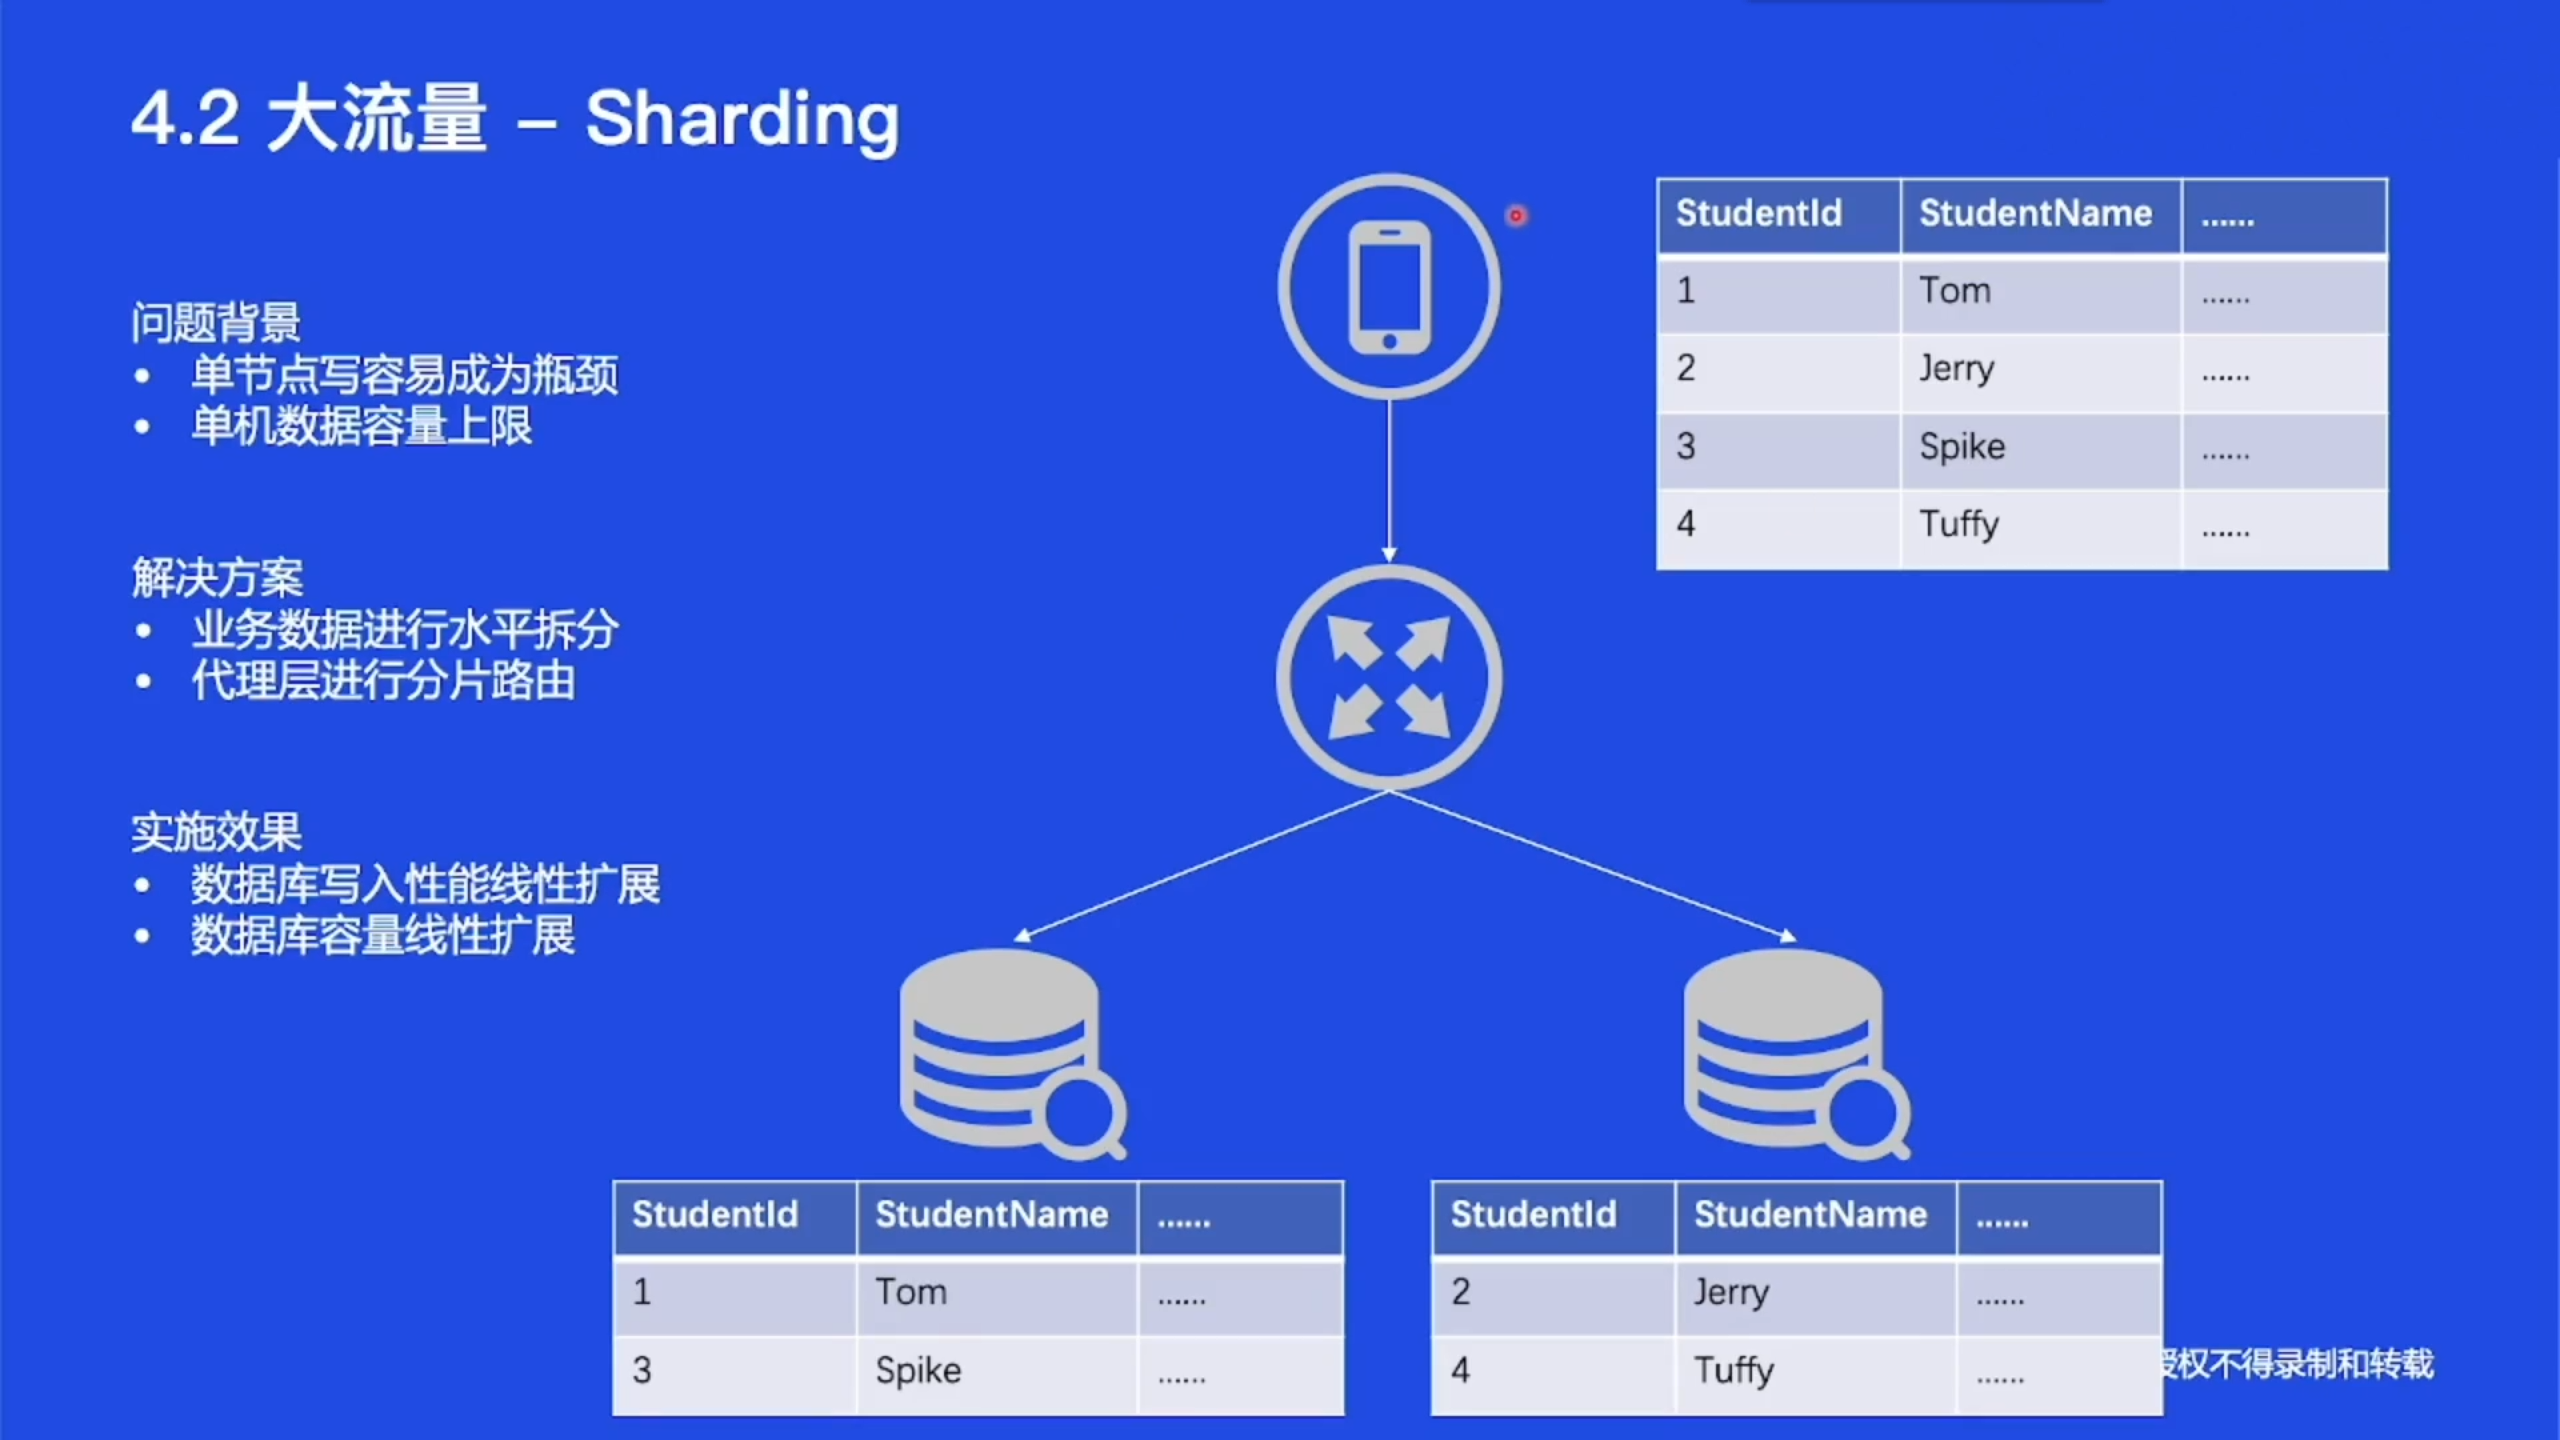 4.2 大流量 – Sharding
问题背景
• 单节点写容易成为瓶颈
• 单机数据容量上限
解决方案
• 业务数据进行水平拆分
• 代理层进行分片路由
实施效果
• 数据库写入性能线性扩展
• 数据库容量线性扩展
StudentId StudentName ......
1 Tom ......
2 Jerry ......
3 Spike ......
4 Tuffy ......
StudentId StudentName ......
1 Tom ......
3 Spike ......
StudentId StudentName ......
2 Jerry ......
4 Tuffy ......
权不得录制和转载